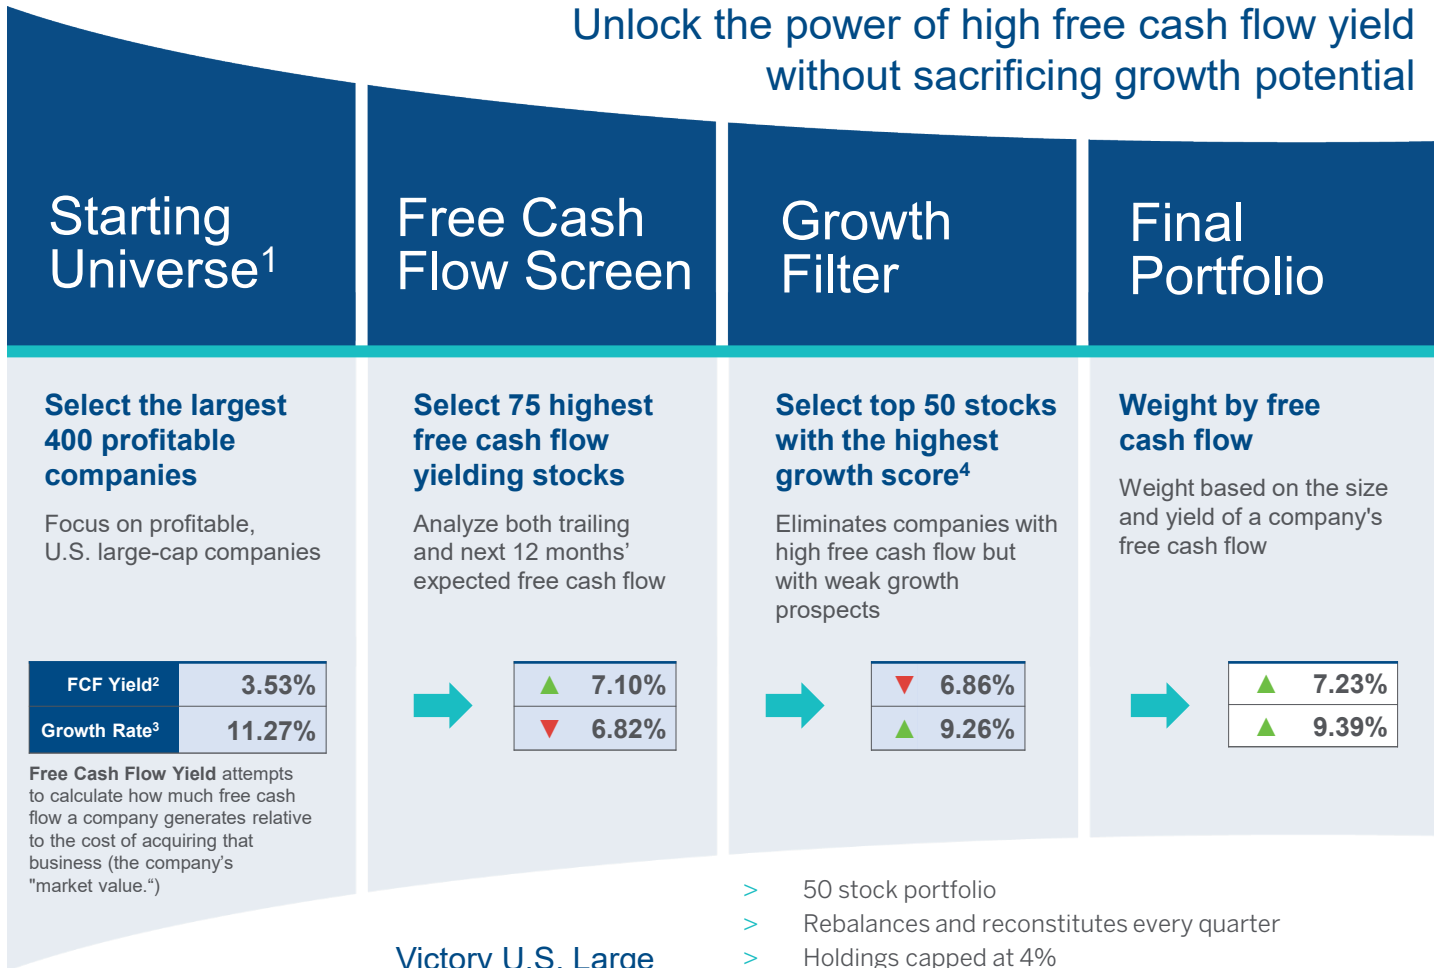 Unlock the power of high free cash flow yield
without sacrificing growth potential
Starting
Universe1
Free Cash
Flow Screen
Growth
Filter
Final
Portfolio
Select the largest
400 profitable
companies
Focus on profitable,
U.S. large-cap companies
Select 75 highest
free cash flow
yielding stocks
Analyze both trailing
and next 12 months’
expected free cash flow
Select top 50 stocks
with the highest
growth score4
Eliminates companies with
high free cash flow but
with weak growth
prospects
Weight by free
cash flow
Weight based on the size
and yield of a company's
free cash flow
FCF Yield2 3.53%
Growth Rate3 11.27%
▲ 7.10%
▼ 6.82%
▼ 6.86%
▲ 9.26%
▲ 7.23%
▲ 9.39%
Free Cash Flow Yield attempts
to calculate how much free cash
flow a company generates relative
to the cost of acquiring that
business (the company’s
"market value.“)
Victory U.S. Large
> 50 stock portfolio
> Rebalances and reconstitutes every quarter
> Holdings capped at 4%